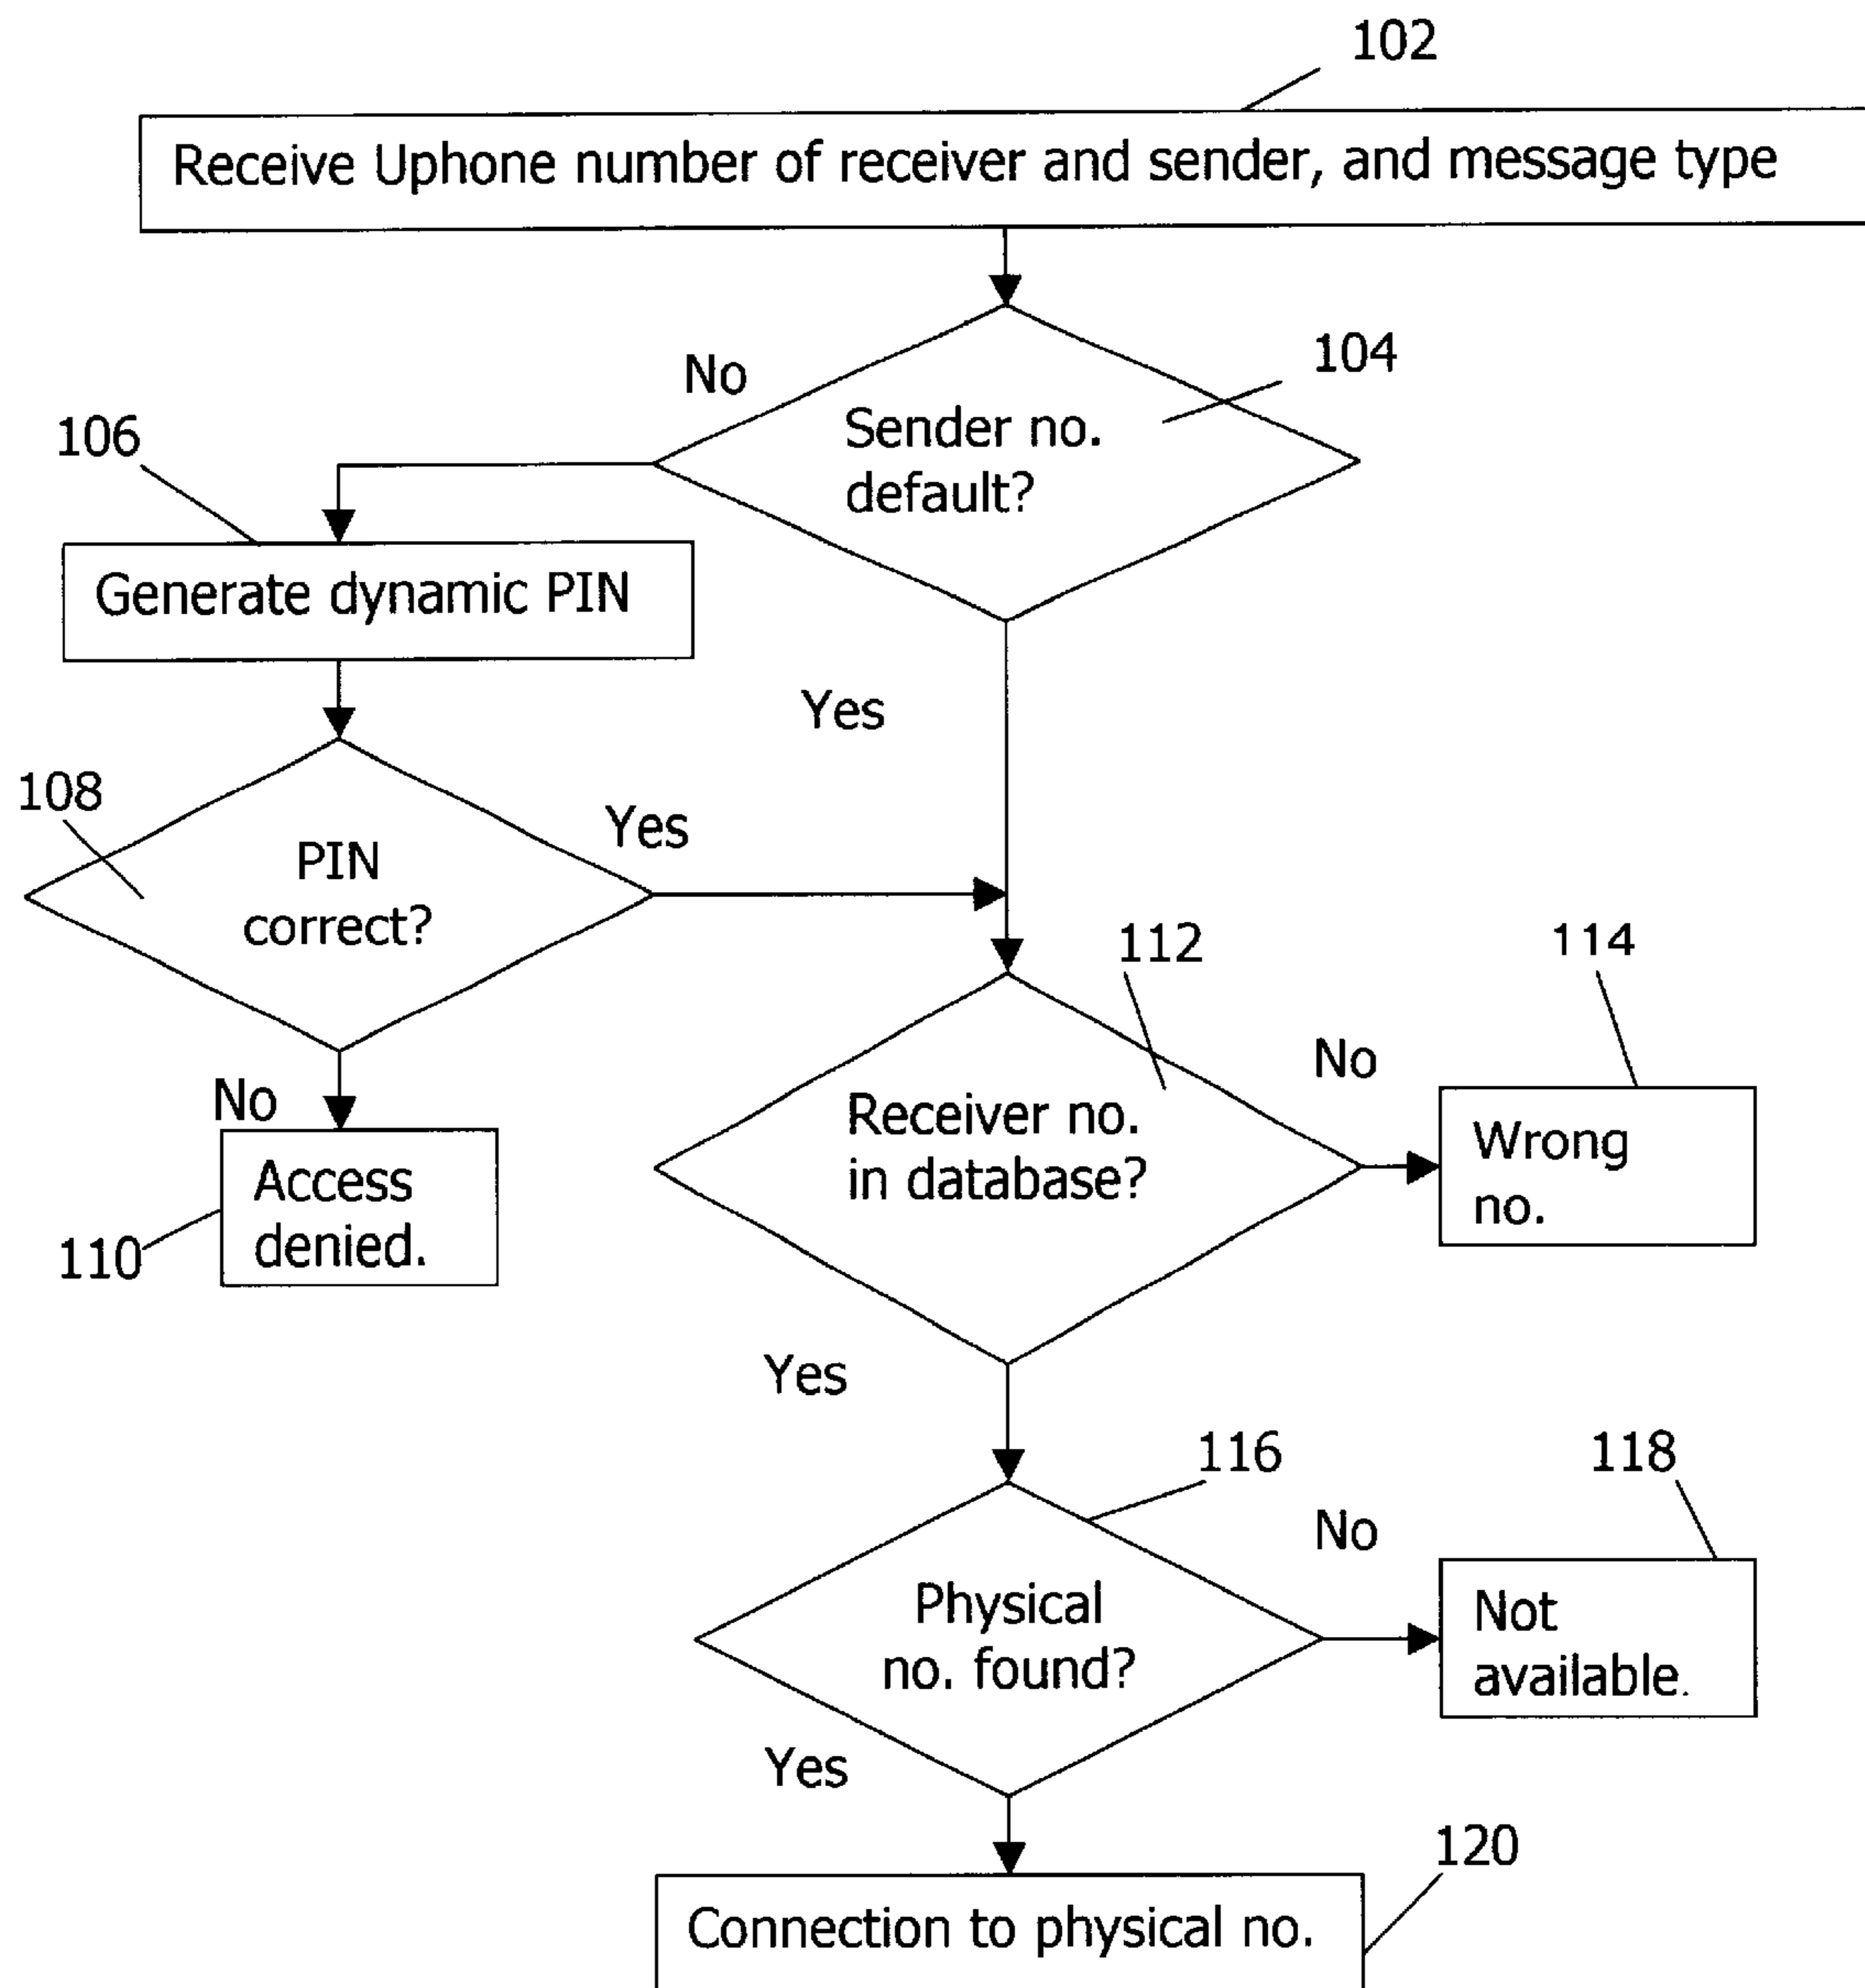 102
Receive Uphone number of receiver and sender, and message type
No
104
Sender no.
default?
106
Generate dynamic PIN
Yes
108
Yes
PIN
correct?
112
114
No
No
Receiver no.
in database?
Wrong
no.
Access
denied.
110
Yes
116
118
No
Physical
no. found?
Not
available.
Yes
120
Connection to physical no.